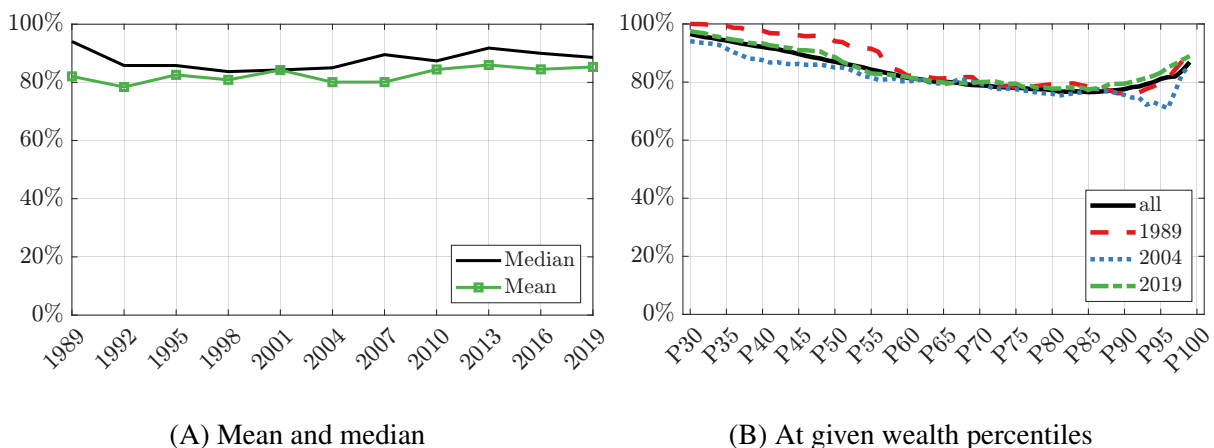 100%
80%
60%
40%
20%
0%
1989
1992
1995
1998
2001
2004
2007
2010
2013
2016
2019
Median
Mean
(A) Mean and median
100%
80%
60%
40%
20%
0%
P30
P35
P40
P45
P50
P55
P60
P65
P70
P75
P80
P85
P90
P95
P100
all
1989
2004
2019
(B) At given wealth percentiles